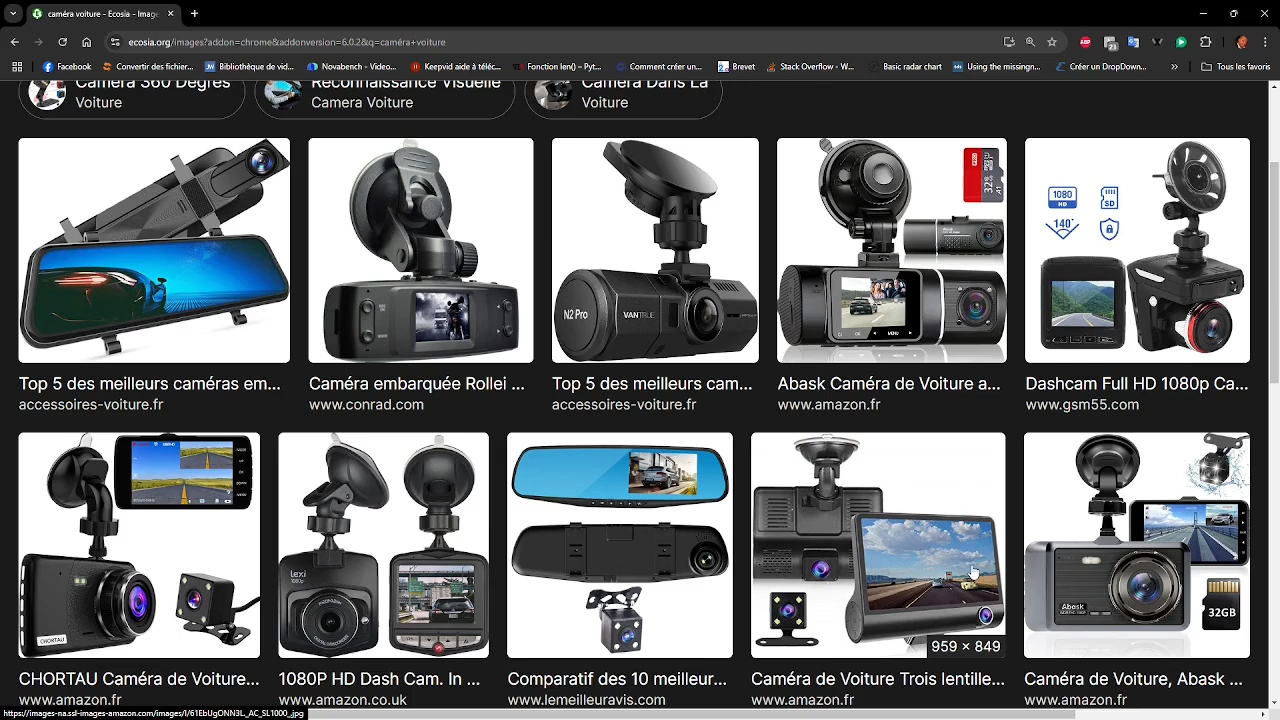 caméra voiture - Ecosia - Image
ecosia.org/images?addon=chrome&addonversion=6.0.2&q=caméra+voiture
Facebook
Convertir des fichier...
Bibliothèque de vid...
Novabench - Video...
Keepvid aide à téléc...
Fonction len() – Pyt...
Comment créer un...
Brevet
Stack Overflow - W...
Basic radar chart
Using the missingn...
Créer un DropDown...
Tous les favoris
Caméra 360 Degrés
Voiture
Reconnaissance Visuelle
Camera Voiture
Caméra Dans La
Voiture
N2 Pro
VANTRUE
MENU
32GB
1080
HD
SD
140°
Top 5 des meilleurs caméras em...
accessoires-voiture.fr
Caméra embarquée Rollei ...
www.conrad.com
Top 5 des meilleurs cam...
accessoires-voiture.fr
Abask Caméra de Voiture a...
www.amazon.fr
Dashcam Full HD 1080p Ca...
www.gsm55.com
CHORTAU
Lexi
1080p
Abask
32GB
959 × 849
CHORTAU Caméra de Voiture...
www.amazon.fr
1080P HD Dash Cam. In ...
www.amazon.co.uk
Comparatif des 10 meilleur...
www.lemeilleuravis.com
Caméra de Voiture Trois lentille...
www.amazon.fr
Caméra de Voiture, Abask ...
www.amazon.fr
https://images-na.ssl-images-amazon.com/images/I/61EbUgONN3L._AC_SL1000_.jpg